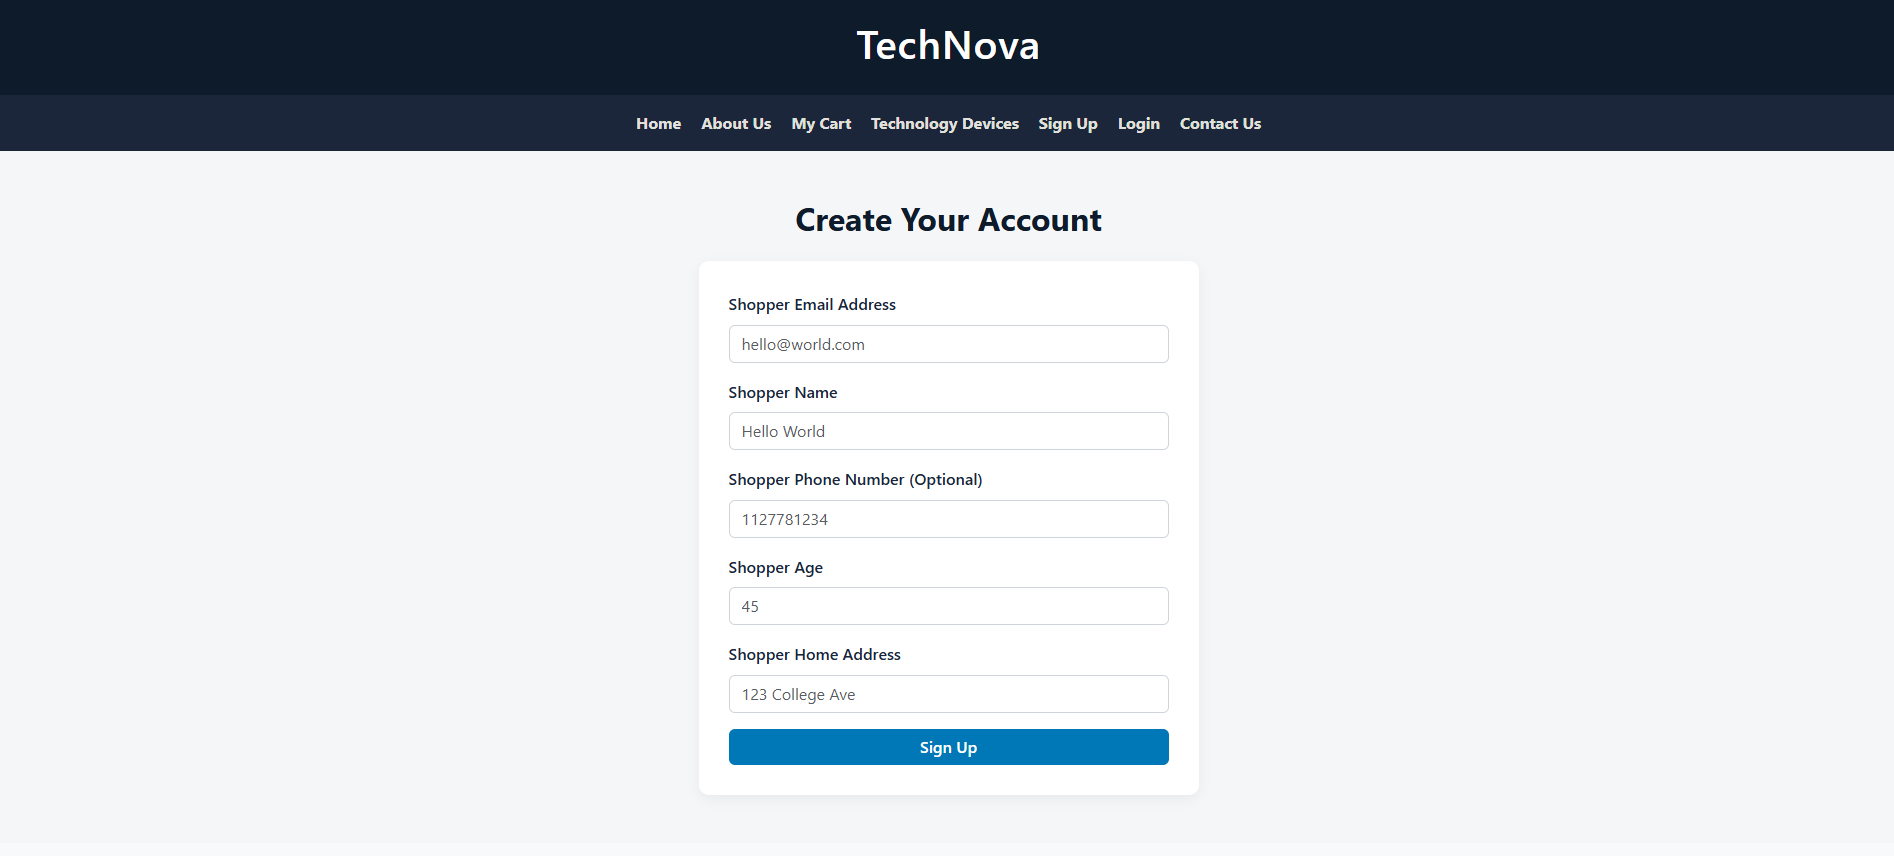 TechNova
Home About Us My Cart Technology Devices Sign Up Login Contact Us
Create Your Account
Shopper Email Address
hello@world.com
Shopper Name
Hello World
Shopper Phone Number (Optional)
1127781234
Shopper Age
45
Shopper Home Address
123 College Ave
Sign Up